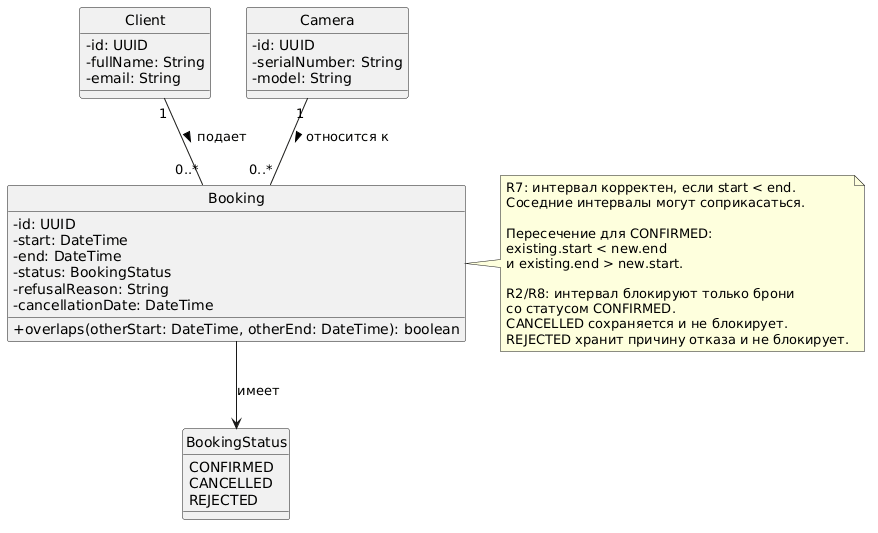 Client
-id: UUID
-fullName: String
-email: String
Camera
-id: UUID
-serialNumber: String
-model: String
1
1
подает
относится к
0..*
0..*
Booking
-id: UUID
-start: DateTime
-end: DateTime
-status: BookingStatus
-refusalReason: String
-cancellationDate: DateTime
+overlaps(otherStart: DateTime, otherEnd: DateTime): boolean
R7: интервал корректен, если start < end.
Соседние интервалы могут соприкасаться.
Пересечение для CONFIRMED:
existing.start < new.end
и existing.end > new.start.
R2/R8: интервал блокируют только брони
со статусом CONFIRMED.
CANCELLED сохраняется и не блокирует.
REJECTED хранит причину отказа и не блокирует.
имеет
BookingStatus
CONFIRMED
CANCELLED
REJECTED